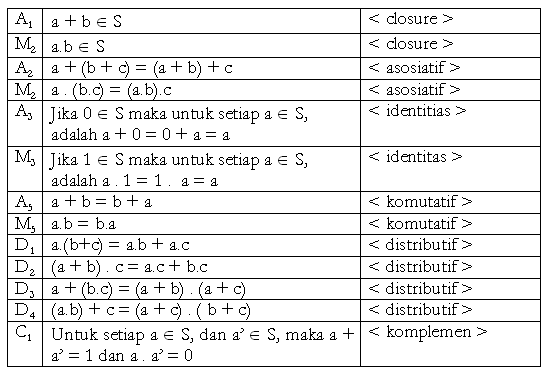 A₁ a + b ∈ S < closure >
M₂ a.b ∈ S < closure >
A₂ a + (b + c) = (a + b) + c < asosiatif >
M₂ a . (b.c) = (a.b).c < asosiatif >
A₃ Jika 0 ∈ S maka untuk setiap a ∈ S, < identitias >
adalah a + 0 = 0 + a = a
M₃ Jika 1 ∈ S maka untuk setiap a ∈ S, < identitas >
adalah a . 1 = 1 . a = a
A₅ a + b = b + a < komutatif >
M₅ a.b = b.a < komutatif >
D₁ a.(b+c) = a.b + a.c < distributif >
D₂ (a + b) . c = a.c + b.c < distributif >
D₃ a + (b.c) = (a + b) . (a + c) < distributif >
D₄ (a.b) + c = (a + c) . ( b + c) < distributif >
C₁ Untuk setiap a ∈ S, dan a’ ∈ S, maka a + < komplemen >
a’ = 1 dan a . a’ = 0